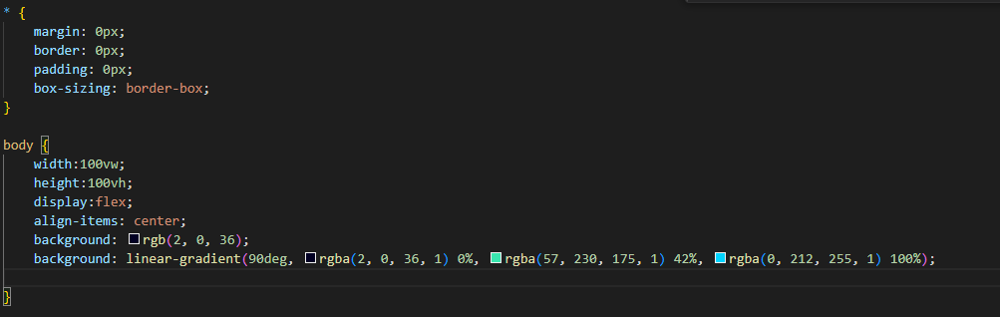 * {
    margin: 0px;
    border: 0px;
    padding: 0px;
    box-sizing: border-box;
}

body {
    width:100vw;
    height:100vh;
    display:flex;
    align-items: center;
    background: rgb(2, 0, 36);
    background: linear-gradient(90deg, rgba(2, 0, 36, 1) 0%, rgba(57, 230, 175, 1) 42%, rgba(0, 212, 255, 1) 100%);

}